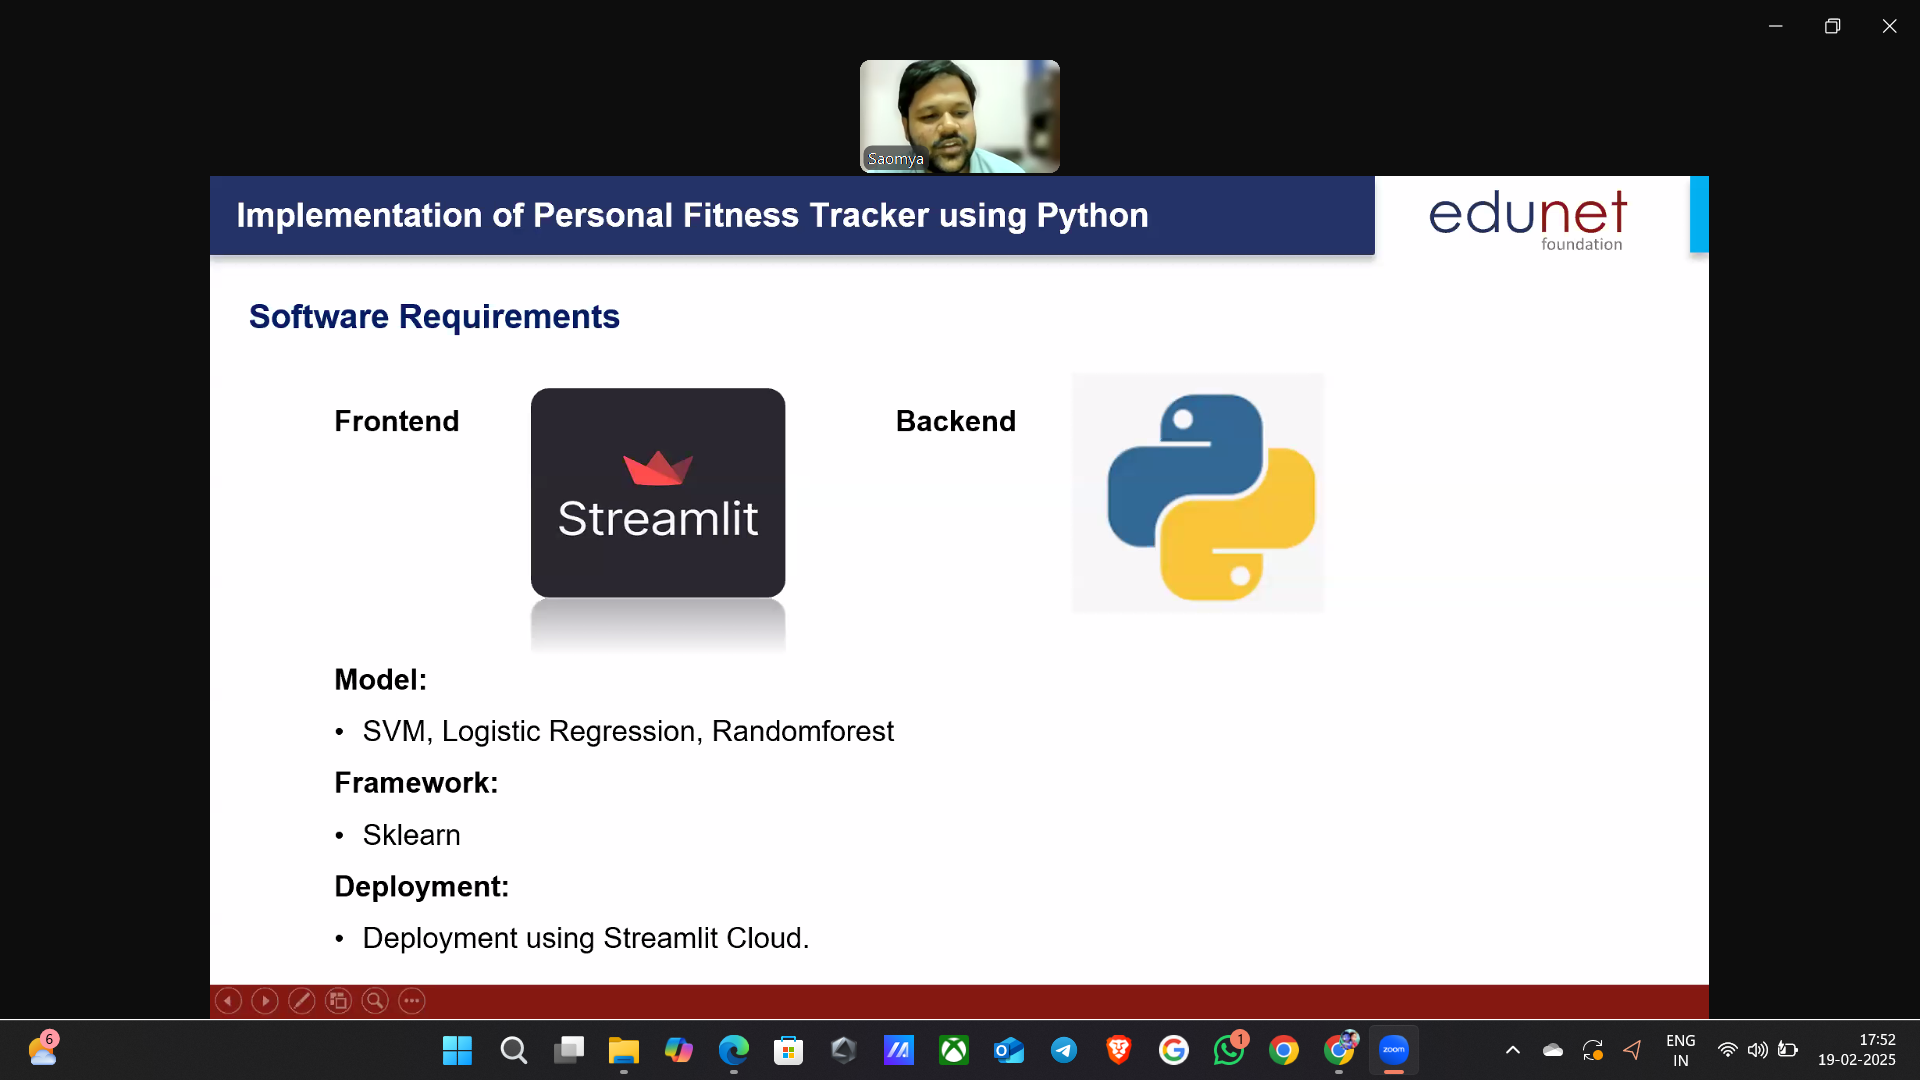 Saomya
Implementation of Personal Fitness Tracker using Python
edunet
foundation
Software Requirements
Frontend
Streamlit
Backend
Model:
• SVM, Logistic Regression, Randomforest
Framework:
• Sklearn
Deployment:
• Deployment using Streamlit Cloud.
6
1
zoom
ENG
IN
17:52
19-02-2025